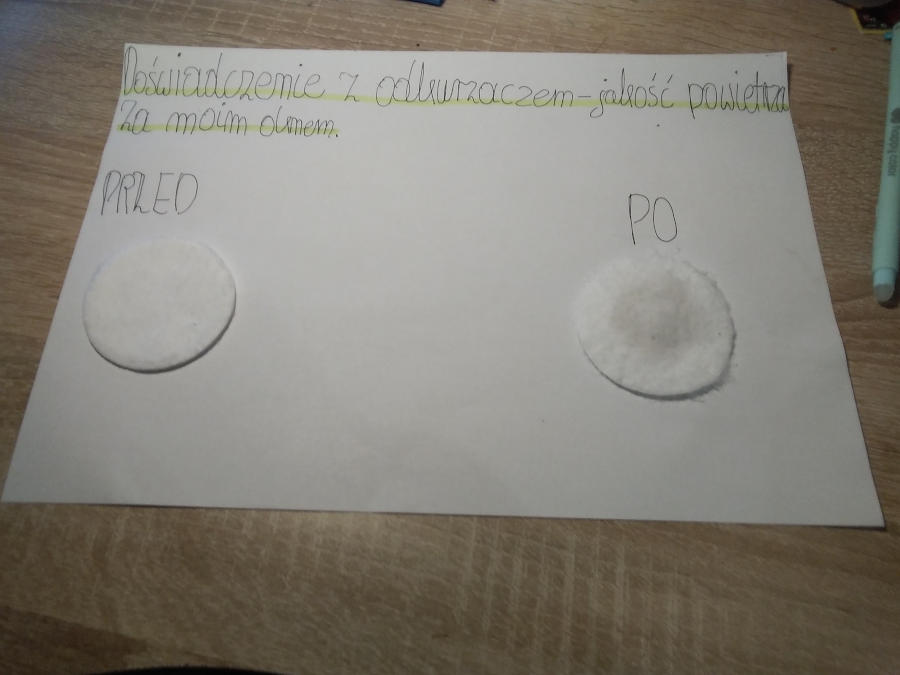 Doświadczenie z odkurzaczem-jakość powietrza
za moim oknem.
PRZED
PO